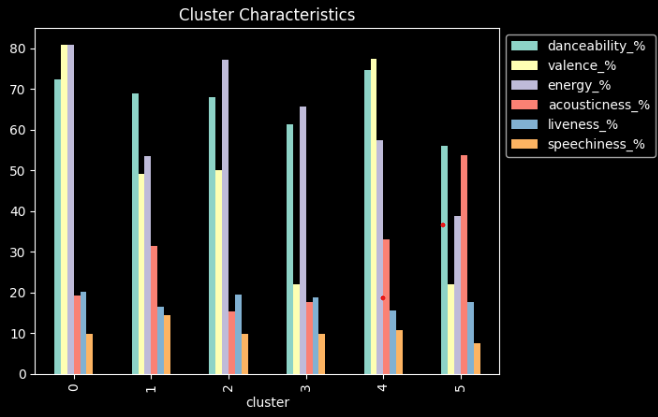 Cluster Characteristics
danceability_%
valence_%
energy_%
acousticness_%
liveness_%
speechiness_%
80
70
60
50
40
30
20
10
0
0 1 2 3 4 5
cluster